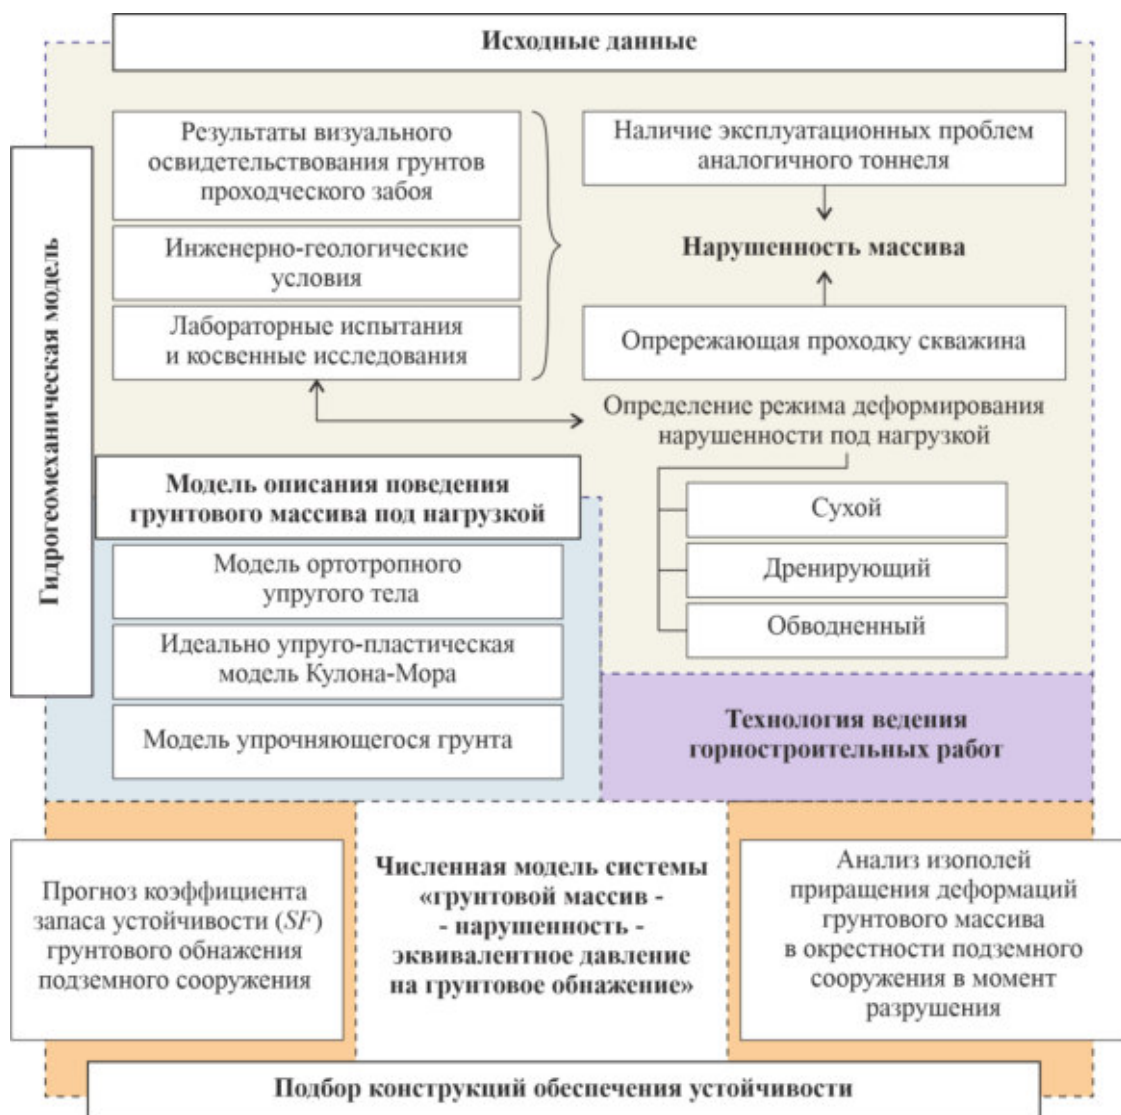 Исходные данные
Результаты визуального
освидетельствования грунтов
проходческого забоя
Инженерно-геологические
условия
Лабораторные испытания
и косвенные исследования
Наличие эксплуатационных проблем
аналогичного тоннеля
Нарушенность массива
Опрережающая проходку скважина
Определение режима деформирования
нарушенности под нагрузкой
Сухой
Дренирующий
Обводненный
Гидрогеомеханическая модель
Модель описания поведения
грунтового массива под нагрузкой
Модель ортотропного
упругого тела
Идеально упруго-пластическая
модель Кулона-Мора
Модель упрочняющегося грунта
Технология ведения
горностроительных работ
Прогноз коэффициента
запаса устойчивости (SF)
грунтового обнажения
подземного сооружения
Численная модель системы
«грунтовой массив -
- нарушенность -
эквивалентное давление
на грунтовое обнажение»
Анализ изополей
приращения деформаций
грунтового массива
в окрестности подземного
сооружения в момент
разрушения
Подбор конструкций обеспечения устойчивости